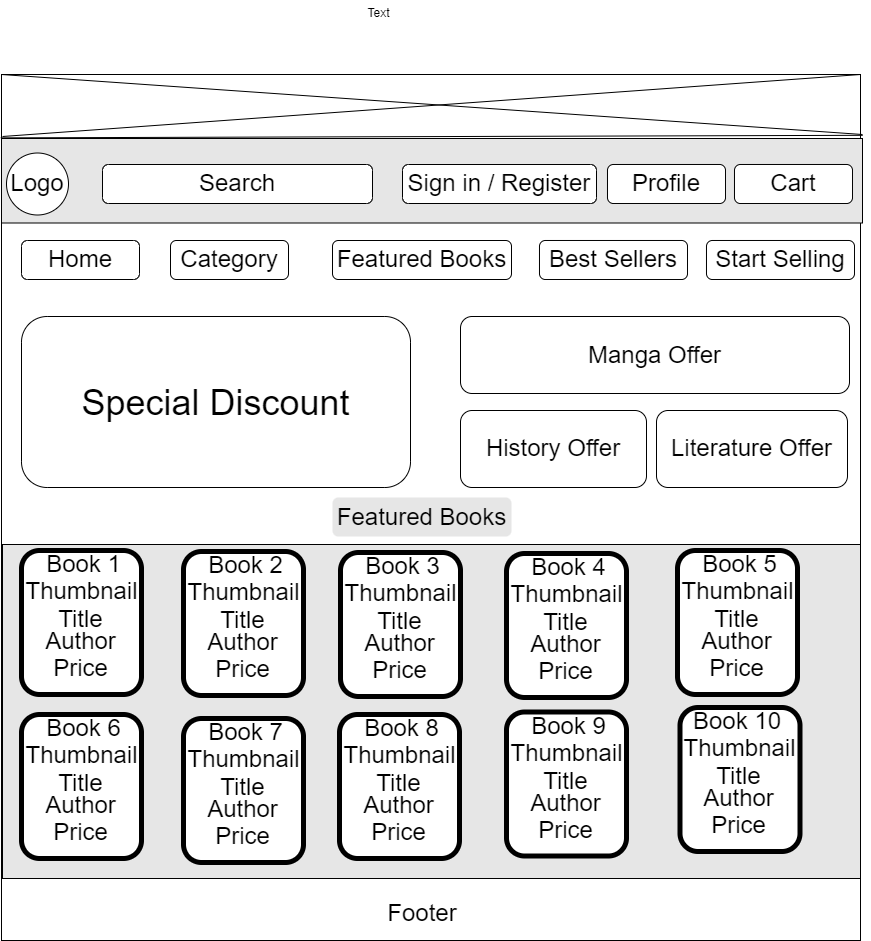 Text
Logo
Search
Sign in / Register
Profile
Cart
Home
Category
Featured Books
Best Sellers
Start Selling
Special Discount
Manga Offer
History Offer
Literature Offer
Featured Books
Book 1
Thumbnail
Title
Author
Price
Book 2
Thumbnail
Title
Author
Price
Book 3
Thumbnail
Title
Author
Price
Book 4
Thumbnail
Title
Author
Price
Book 5
Thumbnail
Title
Author
Price
Book 6
Thumbnail
Title
Author
Price
Book 7
Thumbnail
Title
Author
Price
Book 8
Thumbnail
Title
Author
Price
Book 9
Thumbnail
Title
Author
Price
Book 10
Thumbnail
Title
Author
Price
Footer